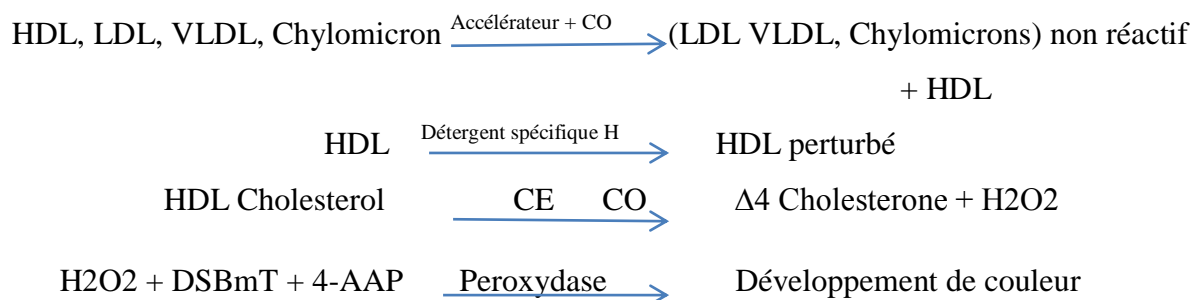 HDL, LDL, VLDL, Chylomicron Accélérateur + CO (LDL VLDL, Chylomicrons) non réactif
+ HDL
HDL Détergent spécifique H HDL perturbé
HDL Cholesterol CE CO Δ4 Cholesterone + H2O2
H2O2 + DSBmT + 4-AAP Peroxydase Développement de couleur